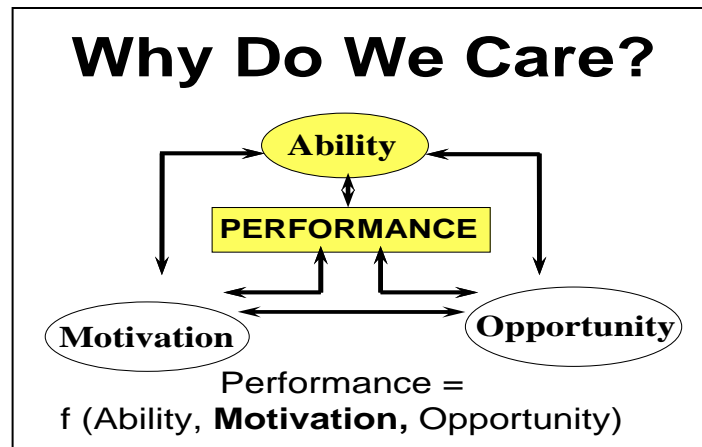 Why Do We Care?
Ability
PERFORMANCE
Motivation
Opportunity
Performance =
f (Ability, Motivation, Opportunity)